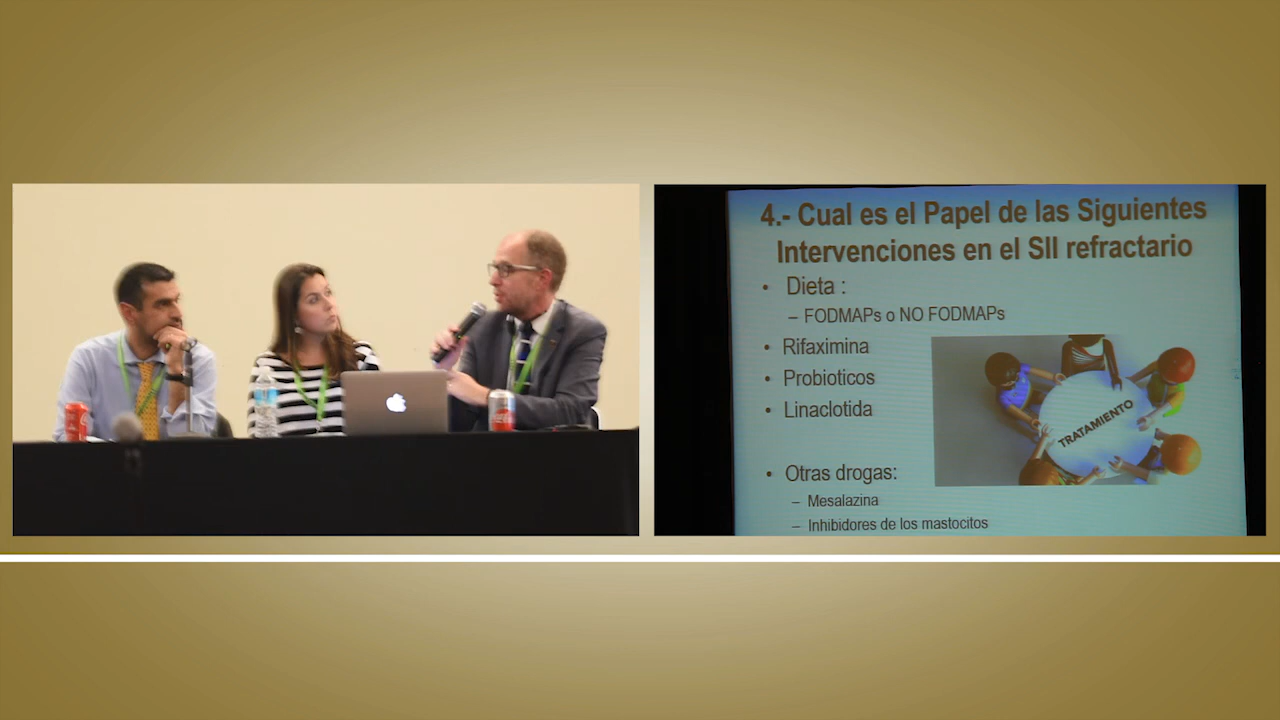 4.- Cual es el Papel de las Siguientes
Intervenciones en el SII refractario
• Dieta :
– FODMAPs o NO FODMAPs
• Rifaximina
• Probioticos
• Linaclotida
TRATAMIENTO
• Otras drogas:
– Mesalazina
– Inhibidores de los mastocitos